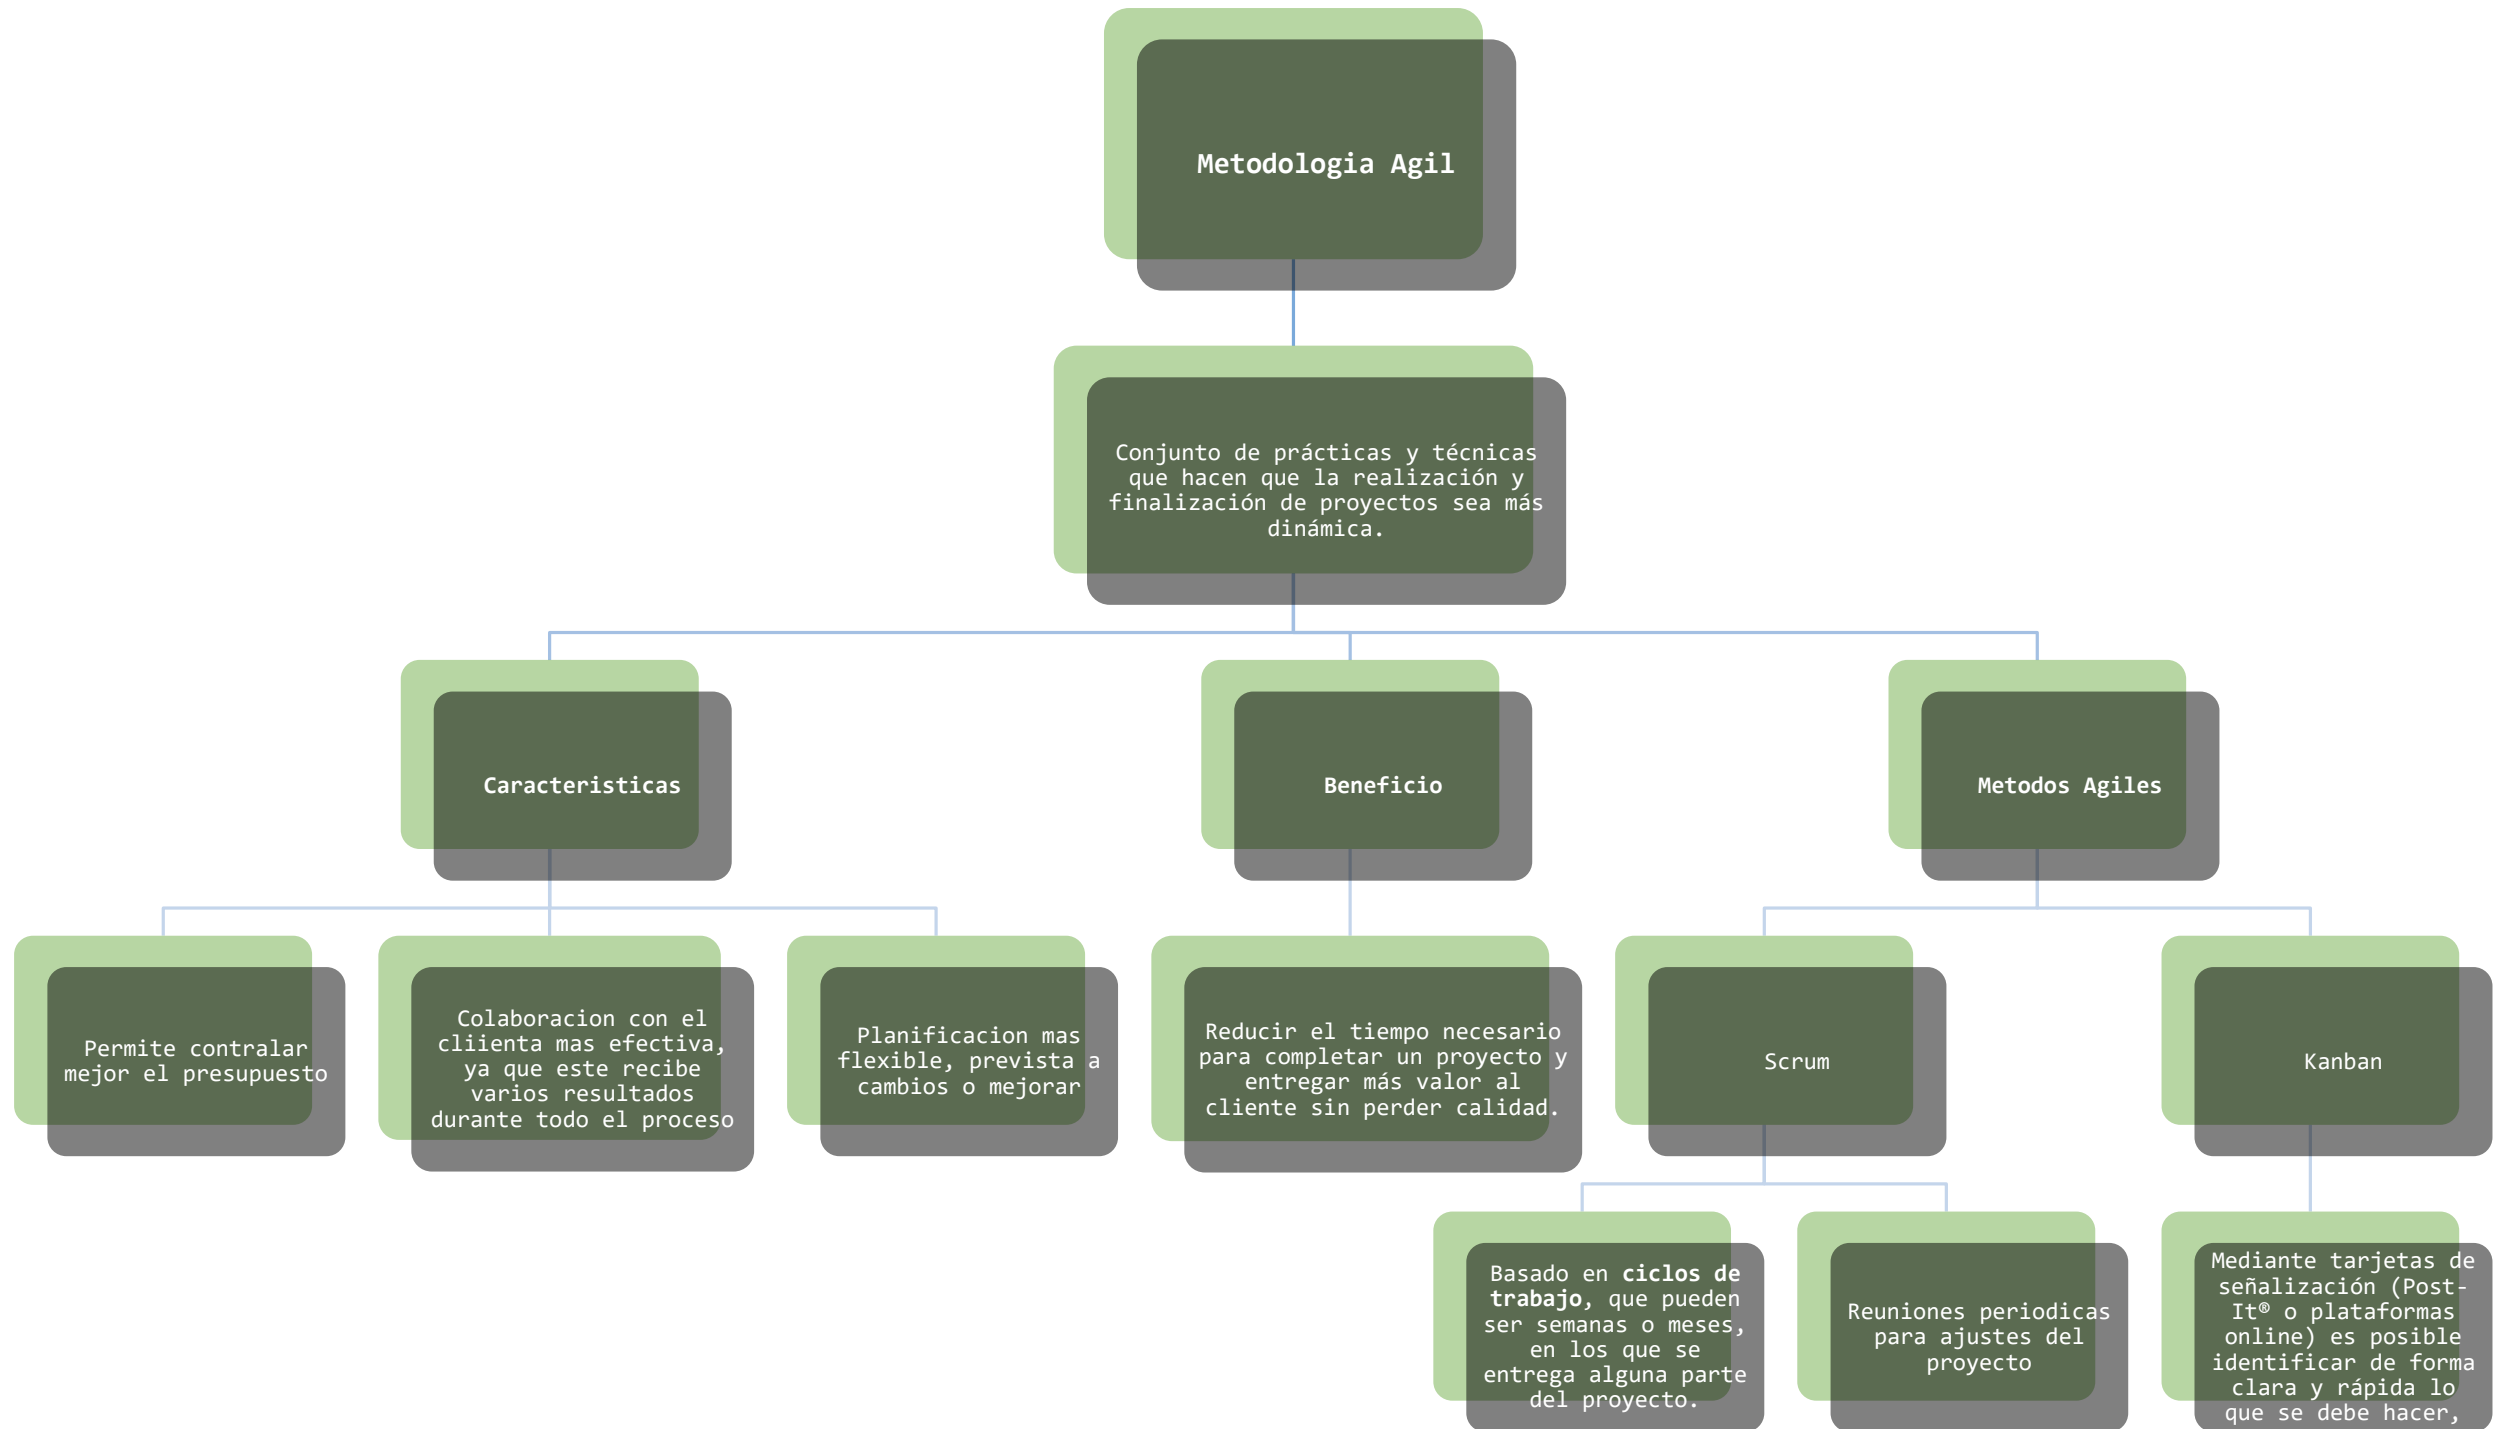 Metodologia Agil
Conjunto de prácticas y técnicas
que hacen que la realización y
finalización de proyectos sea más
dinámica.
Caracteristicas
Beneficio
Metodos Agiles
Permite contralar
mejor el presupuesto
Colaboracion con el
cliienta mas efectiva,
ya que este recibe
varios resultados
durante todo el proceso
Planificacion mas
flexible, prevista a
cambios o mejorar
Reducir el tiempo necesario
para completar un proyecto y
entregar más valor al
cliente sin perder calidad.
Scrum
Kanban
Basado en ciclos de
trabajo, que pueden
ser semanas o meses,
en los que se
entrega alguna parte
del proyecto.
Reuniones periodicas
para ajustes del
proyecto
Mediante tarjetas de
señalización (Post-
It® o plataformas
online) es posible
identificar de forma
clara y rápida lo
que se debe hacer,